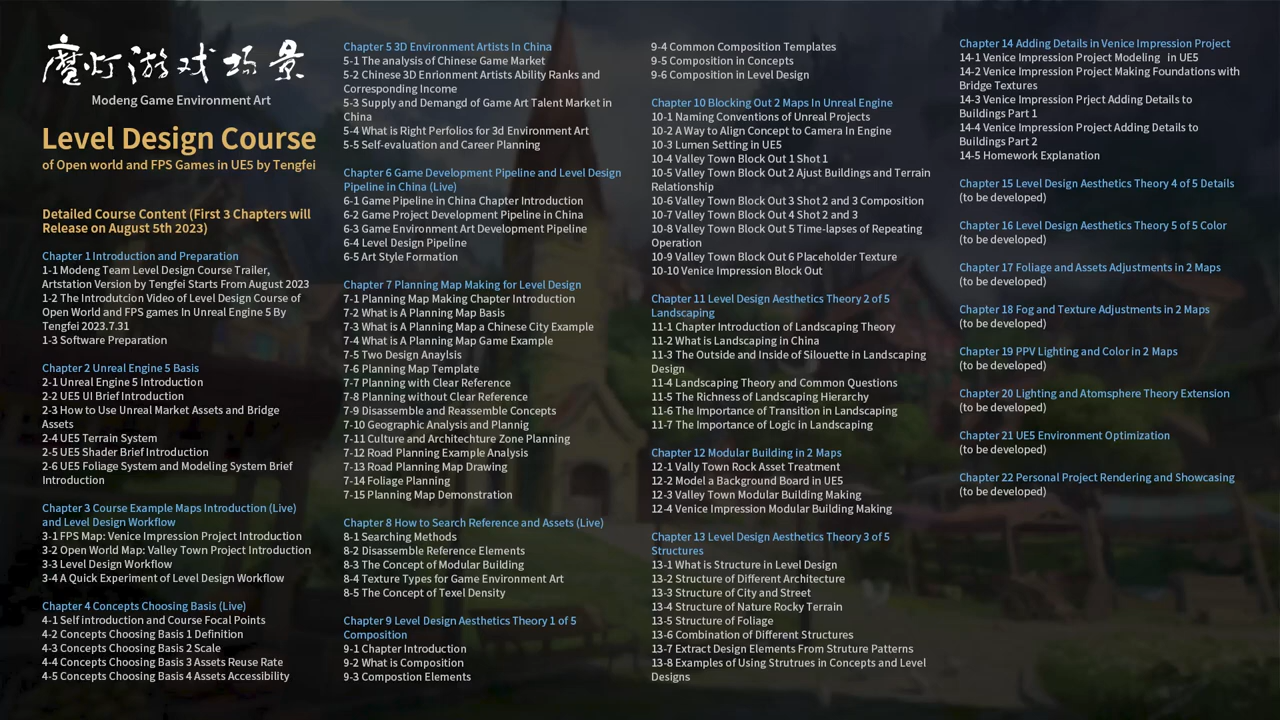 魔灯游戏场景
Modeng Game Environment Art
Level Design Course
of Open world and FPS Games in UE5 by Tengfei
Detailed Course Content (First 3 Chapters will
Release on August 5th 2023)
Chapter 1 Introduction and Preparation
1-1 Modeng Team Level Design Course Trailer,
Artstation Version by Tengfei Starts From August 2023
1-2 The Introdutcion Video of Level Design Course of
Open World and FPS games In Unreal Engine 5 By
Tengfei 2023.7.31
1-3 Software Preparation
Chapter 2 Unreal Engine 5 Basis
2-1 Unreal Engine 5 Introduction
2-2 UE5 UI Brief Introduction
2-3 How to Use Unreal Market Assets and Bridge
Assets
2-4 UE5 Terrain System
2-5 UE5 Shader Brief Introduction
2-6 UE5 Foliage System and Modeling System Brief
Introduction
Chapter 3 Course Example Maps Introduction (Live)
and Level Design Workflow
3-1 FPS Map: Venice Impression Project Introduction
3-2 Open World Map: Valley Town Project Introduction
3-3 Level Design Workflow
3-4 A Quick Experiment of Level Design Workflow
Chapter 4 Concepts Choosing Basis (Live)
4-1 Self introduction and Course Focal Points
4-2 Concepts Choosing Basis 1 Definition
4-3 Concepts Choosing Basis 2 Scale
4-4 Concepts Choosing Basis 3 Assets Reuse Rate
4-5 Concepts Choosing Basis 4 Assets Accessibility
Chapter 5 3D Environment Artists In China
5-1 The analysis of Chinese Game Market
5-2 Chinese 3D Enrionment Artists Ability Ranks and
Corresponding Income
5-3 Supply and Demangd of Game Art Talent Market in
China
5-4 What is Right Perfolios for 3d Environment Art
5-5 Self-evaluation and Career Planning
Chapter 6 Game Development Pipeline and Level Design
Pipeline in China (Live)
6-1 Game Pipeline in China Chapter Introduction
6-2 Game Project Development Pipeline in China
6-3 Game Environment Art Development Pipeline
6-4 Level Design Pipeline
6-5 Art Style Formation
Chapter 7 Planning Map Making for Level Design
7-1 Planning Map Making Chapter Introduction
7-2 What is A Planning Map Basis
7-3 What is A Planning Map a Chinese City Example
7-4 What is A Planning Map Game Example
7-5 Two Design Anaylsis
7-6 Planning Map Template
7-7 Planning with Clear Reference
7-8 Planning without Clear Reference
7-9 Disassemble and Reassemble Concepts
7-10 Geographic Analysis and Plannig
7-11 Culture and Architechture Zone Planning
7-12 Road Planning Example Analysis
7-13 Road Planning Map Drawing
7-14 Foliage Planning
7-15 Planning Map Demonstration
Chapter 8 How to Search Reference and Assets (Live)
8-1 Searching Methods
8-2 Disassemble Reference Elements
8-3 The Concept of Modular Building
8-4 Texture Types for Game Environment Art
8-5 The Concept of Texel Density
Chapter 9 Level Design Aesthetics Theory 1 of 5
Composition
9-1 Chapter Introduction
9-2 What is Composition
9-3 Compostion Elements
9-4 Common Composition Templates
9-5 Composition in Concepts
9-6 Composition in Level Design
Chapter 10 Blocking Out 2 Maps In Unreal Engine
10-1 Naming Conventions of Unreal Projects
10-2 A Way to Align Concept to Camera In Engine
10-3 Lumen Setting in UE5
10-4 Valley Town Block Out 1 Shot 1
10-5 Valley Town Block Out 2 Ajust Buildings and Terrain
Relationship
10-6 Valley Town Block Out 3 Shot 2 and 3 Composition
10-7 Valley Town Block Out 4 Shot 2 and 3
10-8 Valley Town Block Out 5 Time-lapses of Repeating
Operation
10-9 Valley Town Block Out 6 Placeholder Texture
10-10 Venice Impression Block Out
Chapter 11 Level Design Aesthetics Theory 2 of 5
Landscaping
11-1 Chapter Introduction of Landscaping Theory
11-2 What is Landscaping in China
11-3 The Outside and Inside of Silouette in Landscaping
Design
11-4 Landscaping Theory and Common Questions
11-5 The Richness of Landscaping Hierarchy
11-6 The Importance of Transition in Landscaping
11-7 The Importance of Logic in Landscaping
Chapter 12 Modular Building in 2 Maps
12-1 Vally Town Rock Asset Treatment
12-2 Model a Background Board in UE5
12-3 Valley Town Modular Building Making
12-4 Venice Impression Modular Building Making
Chapter 13 Level Design Aesthetics Theory 3 of 5
Structures
13-1 What is Structure in Level Design
13-2 Structure of Different Architecture
13-3 Structure of City and Street
13-4 Structure of Nature Rocky Terrain
13-5 Structure of Foliage
13-6 Combination of Different Structures
13-7 Extract Design Elements From Struture Patterns
13-8 Examples of Using Strutrues in Concepts and Level
Designs
Chapter 14 Adding Details in Venice Impression Project
14-1 Venice Impression Project Modeling in UE5
14-2 Venice Impression Project Making Foundations with
Bridge Textures
14-3 Venice Impression Prject Adding Details to
Buildings Part 1
14-4 Venice Impression Project Adding Details to
Buildings Part 2
14-5 Homework Explanation
Chapter 15 Level Design Aesthetics Theory 4 of 5 Details
(to be developed)
Chapter 16 Level Design Aesthetics Theory 5 of 5 Color
(to be developed)
Chapter 17 Foliage and Assets Adjustments in 2 Maps
(to be developed)
Chapter 18 Fog and Texture Adjustments in 2 Maps
(to be developed)
Chapter 19 PPV Lighting and Color in 2 Maps
(to be developed)
Chapter 20 Lighting and Atomsphere Theory Extension
(to be developed)
Chapter 21 UE5 Environment Optimization
(to be developed)
Chapter 22 Personal Project Rendering and Showcasing
(to be developed)